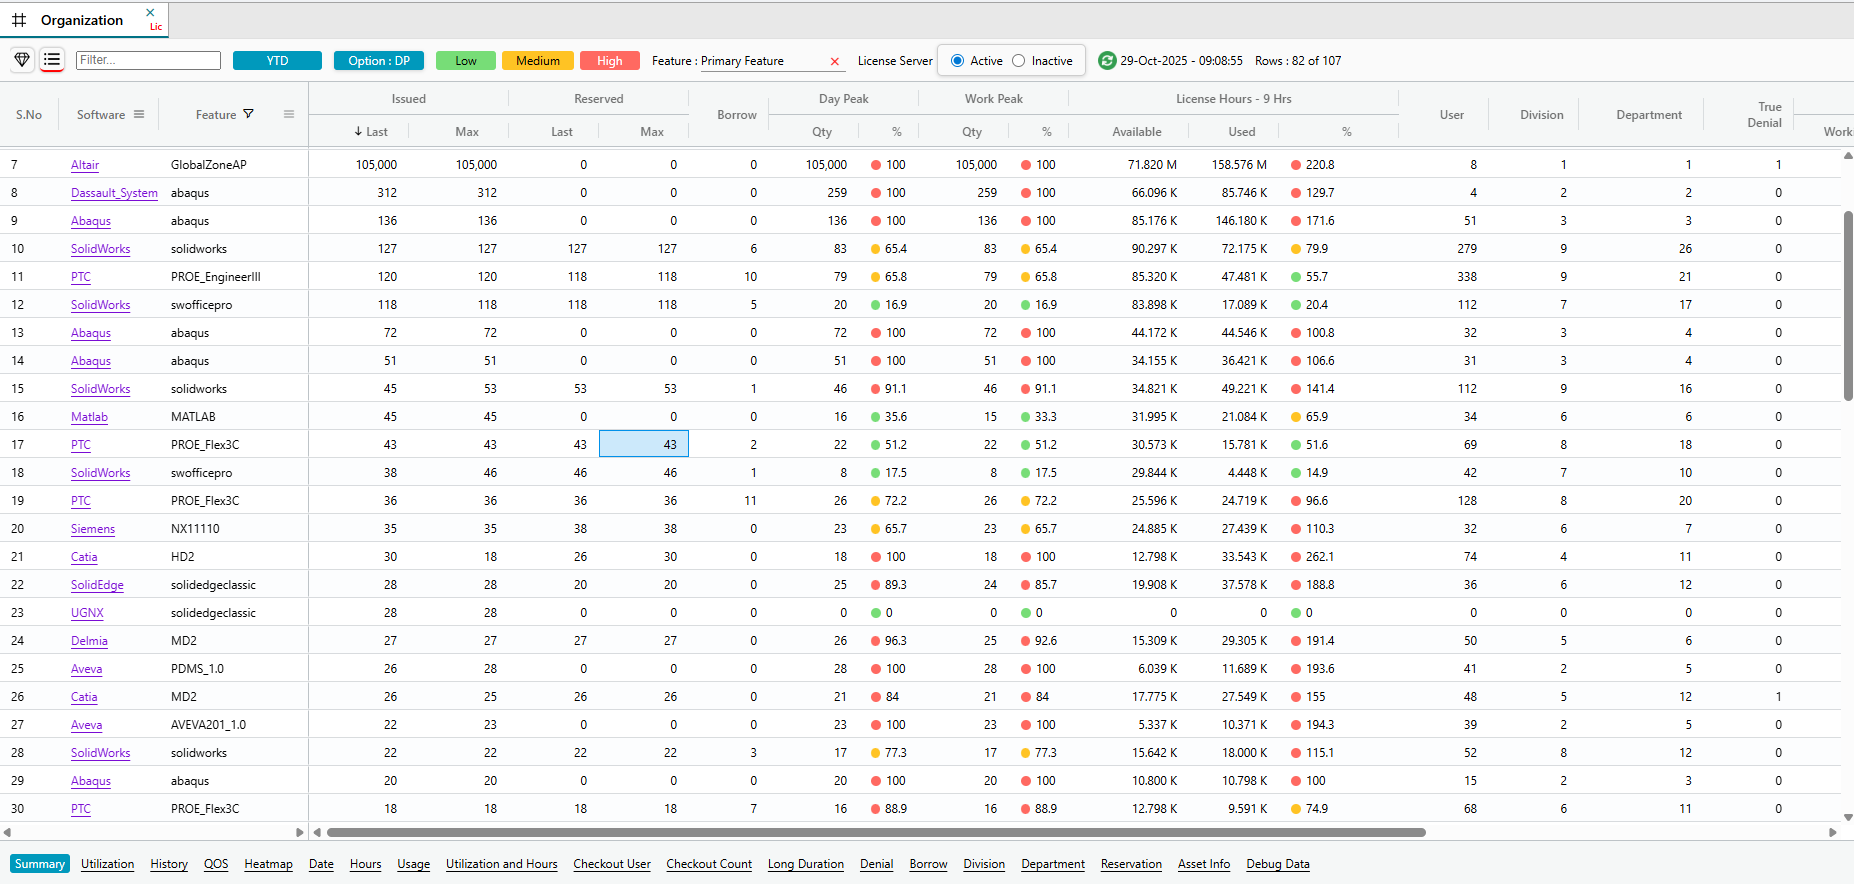 Organization
Lic
Filter...
YTD
Option : DP
Low
Medium
High
Feature : Primary Feature
License Server
Active
Inactive
29-Oct-2025 - 09:08:55
Rows : 82 of 107
Issued Reserved Day Peak Work Peak License Hours - 9 Hrs
S.No Software Feature Borrow User Division Department True Denial
Last Max Last Max Qty % Qty % Available Used % Work
7 Altair GlobalZoneAP 105,000 105,000 0 0 0 105,000 100 105,000 100 71.820 M 158.576 M 220.8 8 1 1 1
8 Dassault_System abaqus 312 312 0 0 0 259 100 259 100 66.096 K 85.746 K 129.7 4 2 2 0
9 Abaqus abaqus 136 136 0 0 0 136 100 136 100 85.176 K 146.180 K 171.6 51 3 3 0
10 SolidWorks solidworks 127 127 127 127 6 83 65.4 83 65.4 90.297 K 72.175 K 79.9 279 9 26 0
11 PTC PROE_EngineerIII 120 120 118 118 10 79 65.8 79 65.8 85.320 K 47.481 K 55.7 338 9 21 0
12 SolidWorks swofficepro 118 118 118 118 5 20 16.9 20 16.9 83.898 K 17.089 K 20.4 112 7 17 0
13 Abaqus abaqus 72 72 0 0 0 72 100 72 100 44.172 K 44.546 K 100.8 32 3 4 0
14 Abaqus abaqus 51 51 0 0 0 51 100 51 100 34.155 K 36.421 K 106.6 31 3 4 0
15 SolidWorks solidworks 45 53 53 53 1 46 91.1 46 91.1 34.821 K 49.221 K 141.4 112 9 16 0
16 Matlab MATLAB 45 45 0 0 0 16 35.6 15 33.3 31.995 K 21.084 K 65.9 34 6 6 0
17 PTC PROE_Flex3C 43 43 43 43 2 22 51.2 22 51.2 30.573 K 15.781 K 51.6 69 8 18 0
18 SolidWorks swofficepro 38 46 46 46 1 8 17.5 8 17.5 29.844 K 4.448 K 14.9 42 7 10 0
19 PTC PROE_Flex3C 36 36 36 36 11 26 72.2 26 72.2 25.596 K 24.719 K 96.6 128 8 20 0
20 Siemens NX11110 35 35 38 38 0 23 65.7 23 65.7 24.885 K 27.439 K 110.3 32 6 7 0
21 Catia HD2 30 18 26 30 0 18 100 18 100 12.798 K 33.543 K 262.1 74 4 11 0
22 SolidEdge solidedgeclassic 28 28 20 20 0 25 89.3 24 85.7 19.908 K 37.578 K 188.8 36 6 12 0
23 UGNX solidedgeclassic 28 28 0 0 0 0 0 0 0 0 0 0 0 0 0 0
24 Delmia MD2 27 27 27 27 0 26 96.3 25 92.6 15.309 K 29.305 K 191.4 50 5 6 0
25 Aveva PDMS_1.0 26 28 0 0 0 28 100 28 100 6.039 K 11.689 K 193.6 41 2 5 0
26 Catia MD2 26 25 26 26 0 21 84 21 84 17.775 K 27.549 K 155 48 5 12 1
27 Aveva AVEVA201_1.0 22 23 0 0 0 23 100 23 100 5.337 K 10.371 K 194.3 39 2 5 0
28 SolidWorks solidworks 22 22 22 22 3 17 77.3 17 77.3 15.642 K 18.000 K 115.1 52 8 12 0
29 Abaqus abaqus 20 20 0 0 0 20 100 20 100 10.800 K 10.798 K 100 15 2 3 0
30 PTC PROE_Flex3C 18 18 18 18 7 16 88.9 16 88.9 12.798 K 9.591 K 74.9 68 6 11 0
Summary Utilization History QOS Heatmap Date Hours Usage Utilization and Hours Checkout User Checkout Count Long Duration Denial Borrow Division Department Reservation Asset Info Debug Data